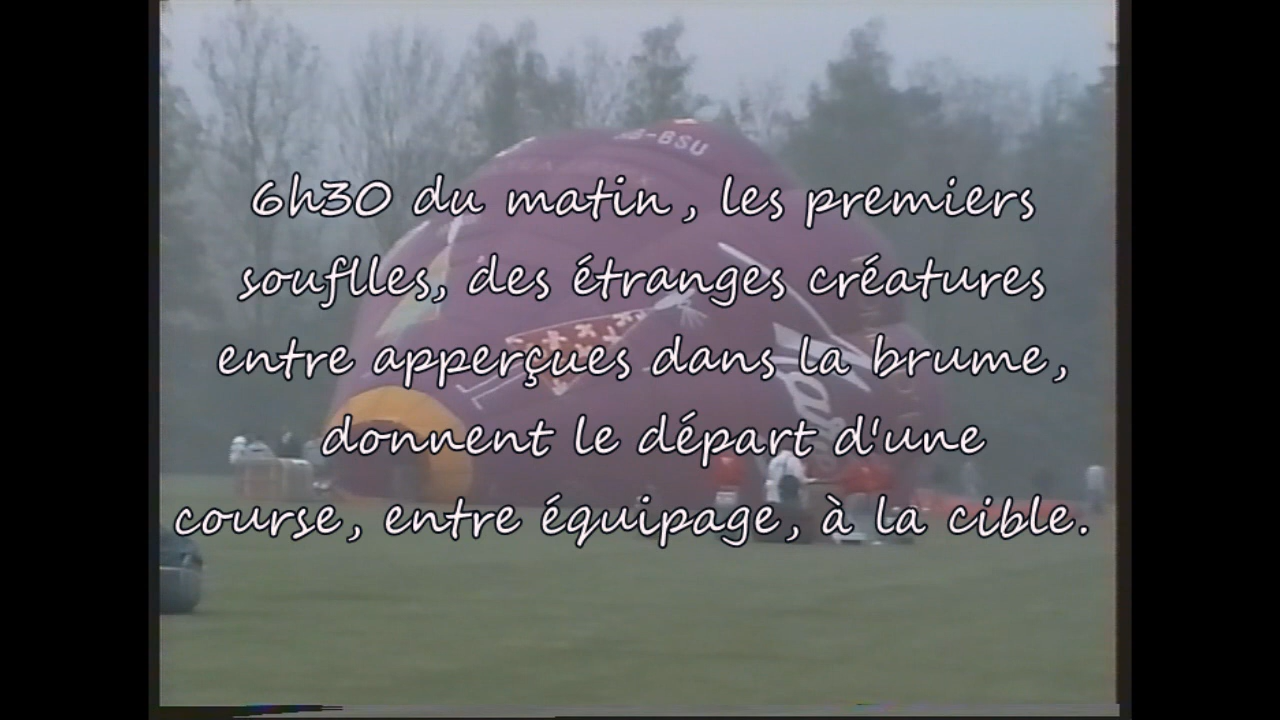 -BSU
6h30 du matin, les premiers
souflles, des étranges créatures
entre apperçues dans la brume,
donnent le départ d'une
course, entre équipage, à la cible.